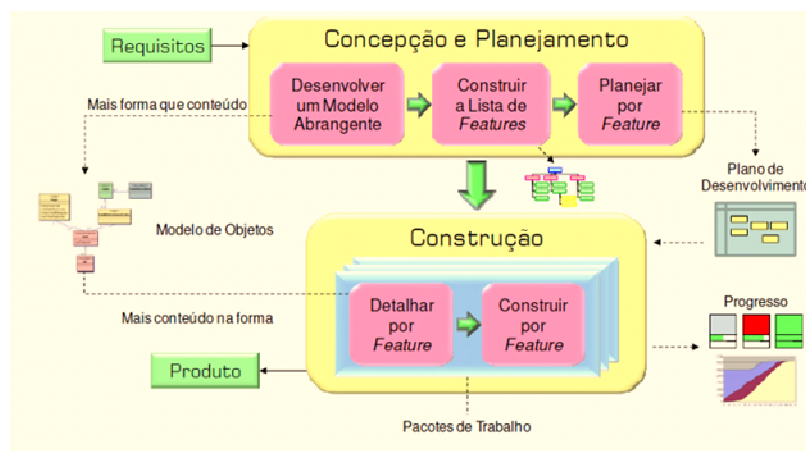 Requisitos
Concepção e Planejamento
Desenvolver
um Modelo
Abrangente
Construir
a Lista de
Features
Planejar
por
Feature
Mais forma que conteúdo
Plano de
Desenvolvimento
Modelo de Objetos
Construção
Detalhar
por
Feature
Construir
por
Feature
Mais conteúdo na forma
Progresso
Produto
Pacotes de Trabalho